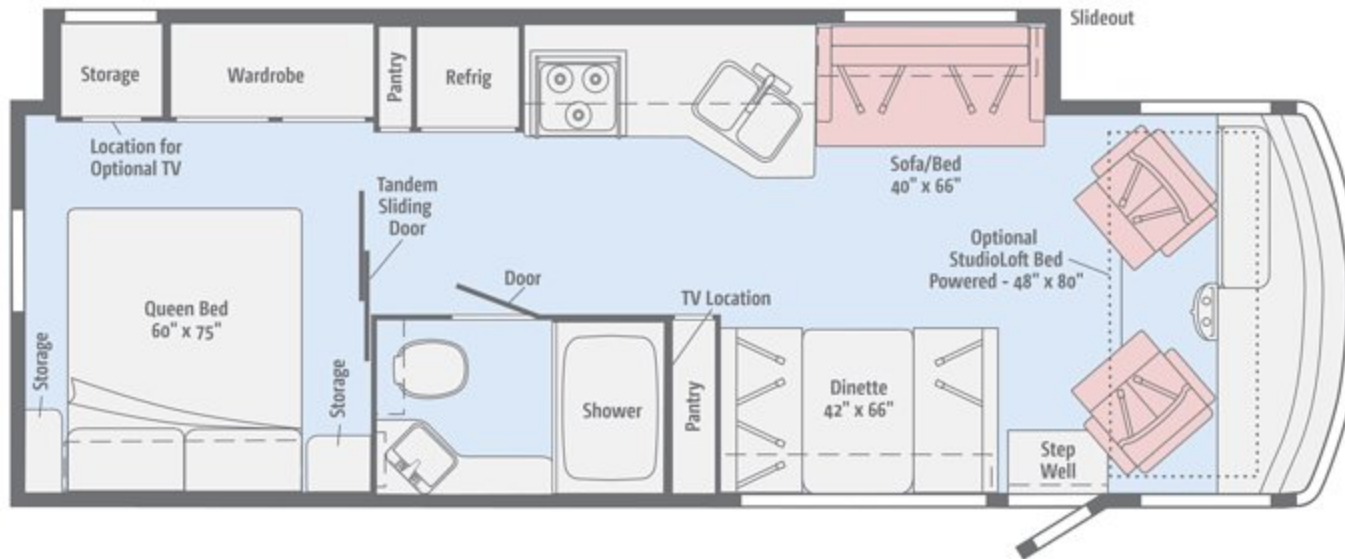 Slideout
Storage
Wardrobe
Pantry
Refrig
Location for
Optional TV
Sofa/Bed
40" x 66"
Tandem
Sliding
Door
Optional
StudioLoft Bed
Powered - 48" x 80"
Door
TV Location
Queen Bed
60" x 75"
Storage
Storage
Shower
Pantry
Dinette
42" x 66"
Step
Well